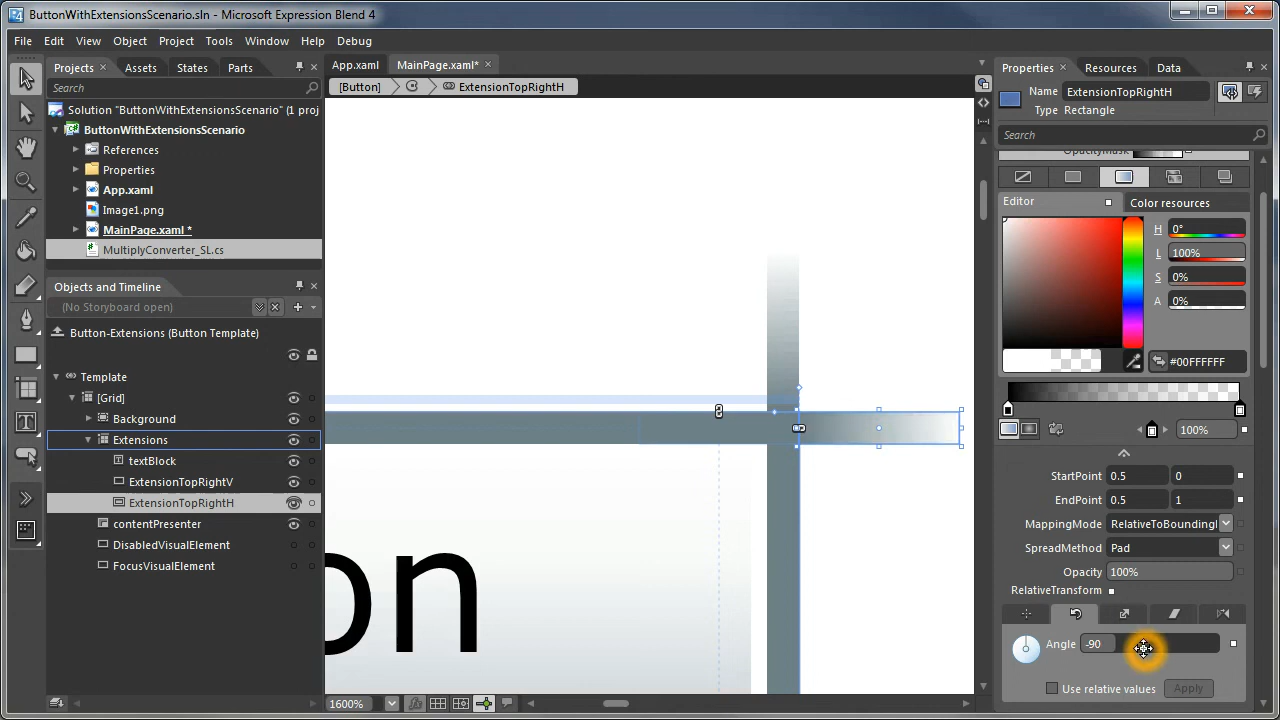 ButtonWithExtensionsScenario.sln - Microsoft Expression Blend 4
File Edit View Object Project Tools Window Help Debug
Projects Assets States Parts
App.xaml MainPage.xaml*
Properties Resources Data
Search
[Button] ExtensionTopRightH
Name ExtensionTopRightH
Type Rectangle
Search
Solution "ButtonWithExtensionsScenario" (1 proj
ButtonWithExtensionsScenario
References
Properties
App.xaml
Image1.png
MainPage.xaml *
MultiplyConverter_SL.cs
OpacityMask
Editor Color resources
H 0°
L 100%
S 0%
A 0%
#00FFFFFF
100%
Objects and Timeline
(No Storyboard open)
Button-Extensions (Button Template)
Template
[Grid]
Background
Extensions
textBlock
ExtensionTopRightV
ExtensionTopRightH
contentPresenter
DisabledVisualElement
FocusVisualElement
on
StartPoint 0.5 0
EndPoint 0.5 1
MappingMode RelativeToBoundingl
SpreadMethod Pad
Opacity 100%
RelativeTransform
Angle -90
Use relative values Apply
1600%